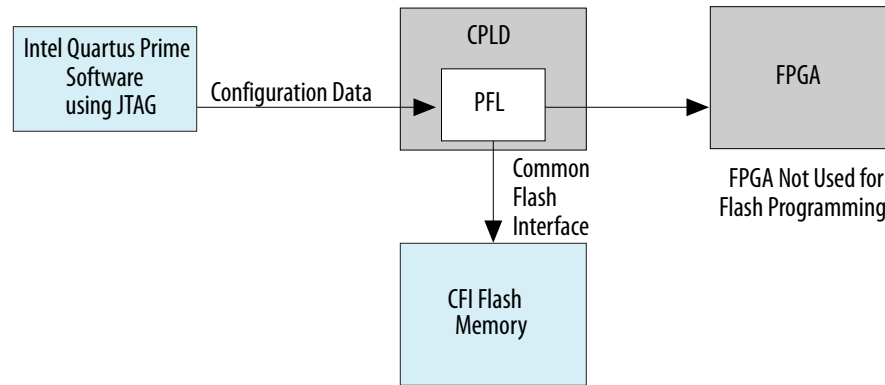 Intel Quartus Prime
Software
using JTAG
Configuration Data
CPLD
PFL
FPGA
FPGA Not Used for
Flash Programming
Common
Flash
Interface
CFI Flash
Memory